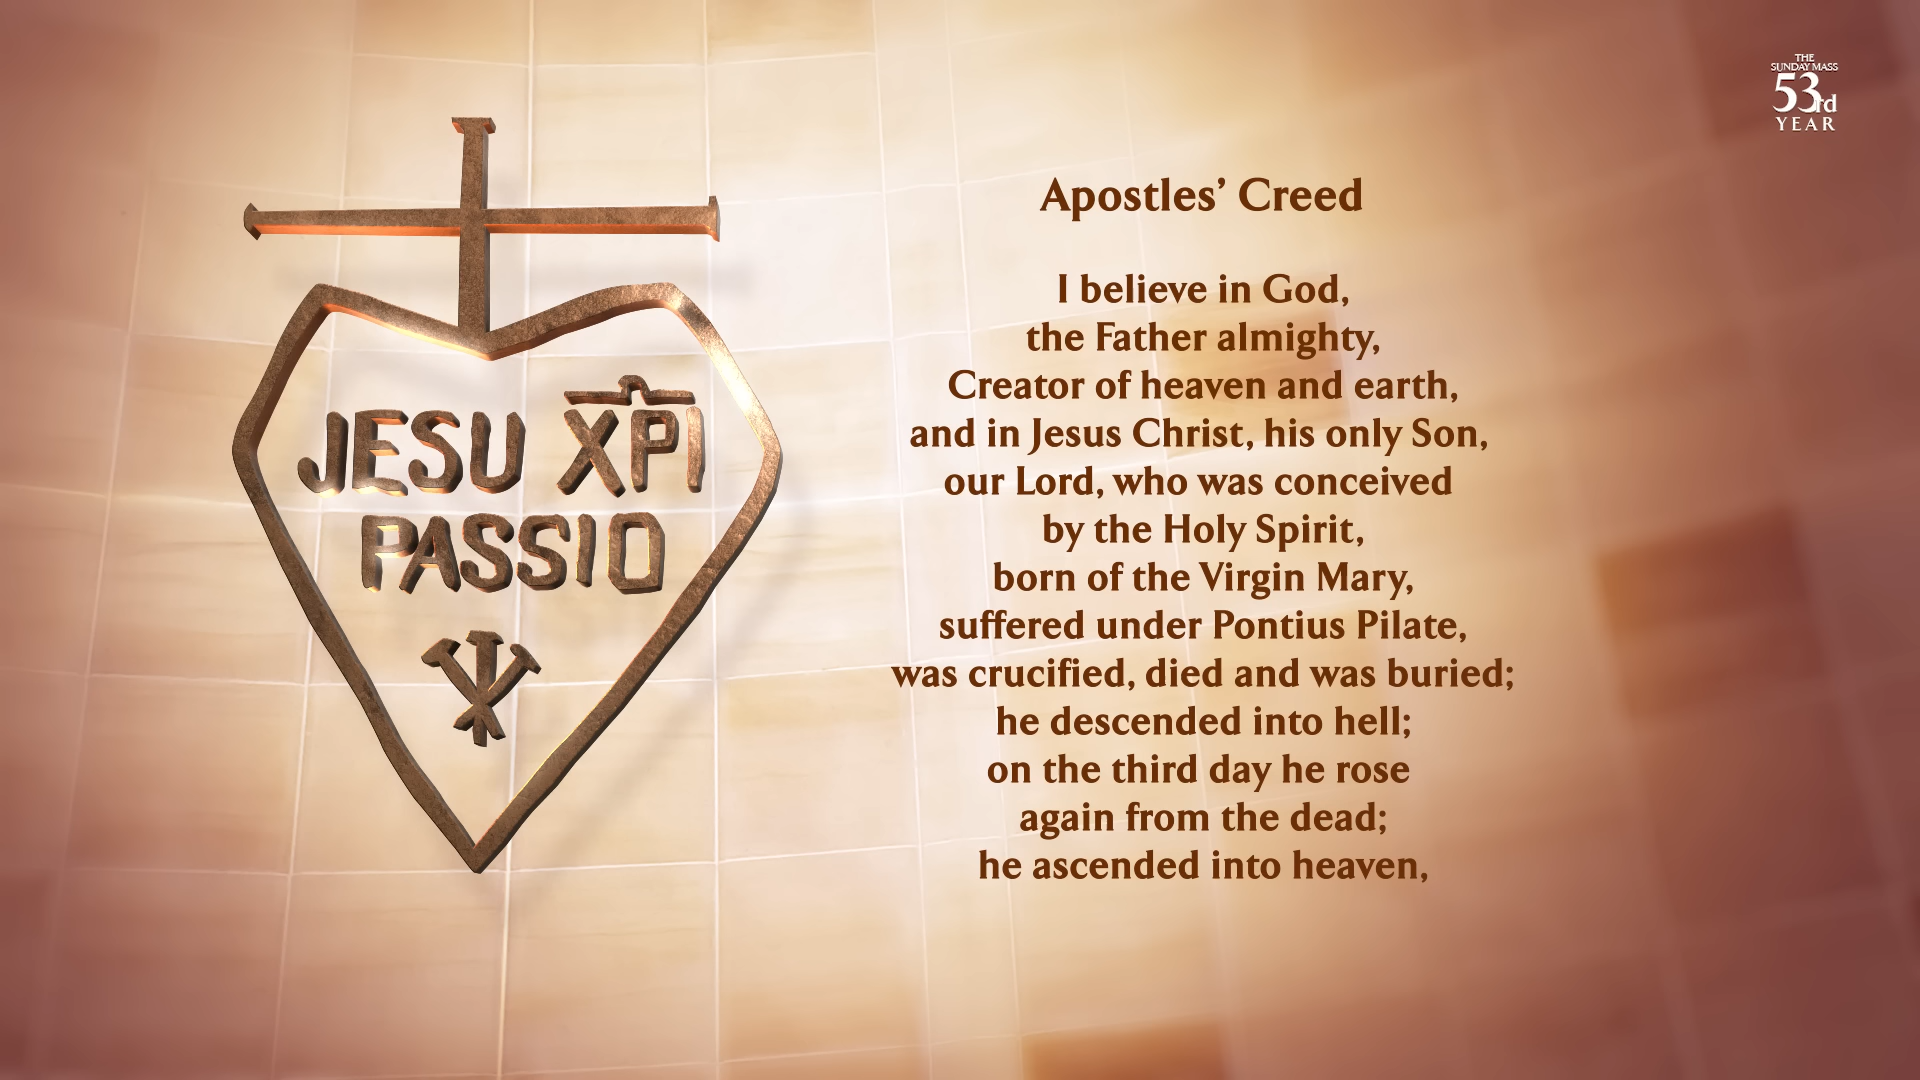 THE
SUNDAY MASS
53rd
YEAR
JESU XPI
PASSIO
Apostles’ Creed
I believe in God,
the Father almighty,
Creator of heaven and earth,
and in Jesus Christ, his only Son,
our Lord, who was conceived
by the Holy Spirit,
born of the Virgin Mary,
suffered under Pontius Pilate,
was crucified, died and was buried;
he descended into hell;
on the third day he rose
again from the dead;
he ascended into heaven,